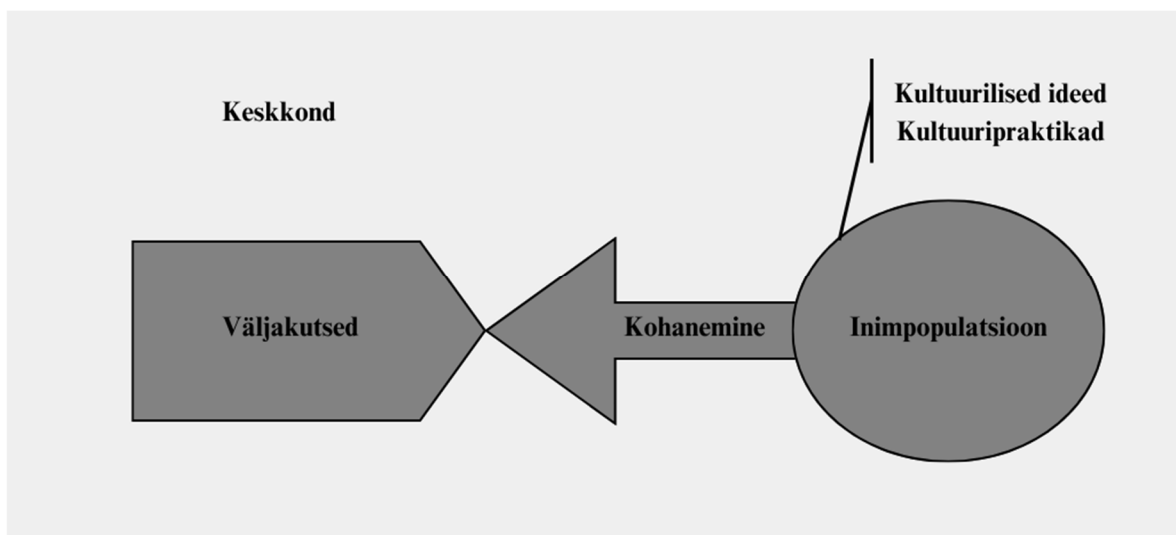 Keskkond
Kultuurilised ideed
Kultuuripraktikad
Väljakutsed
Kohanemine
Inimpopulatsioon